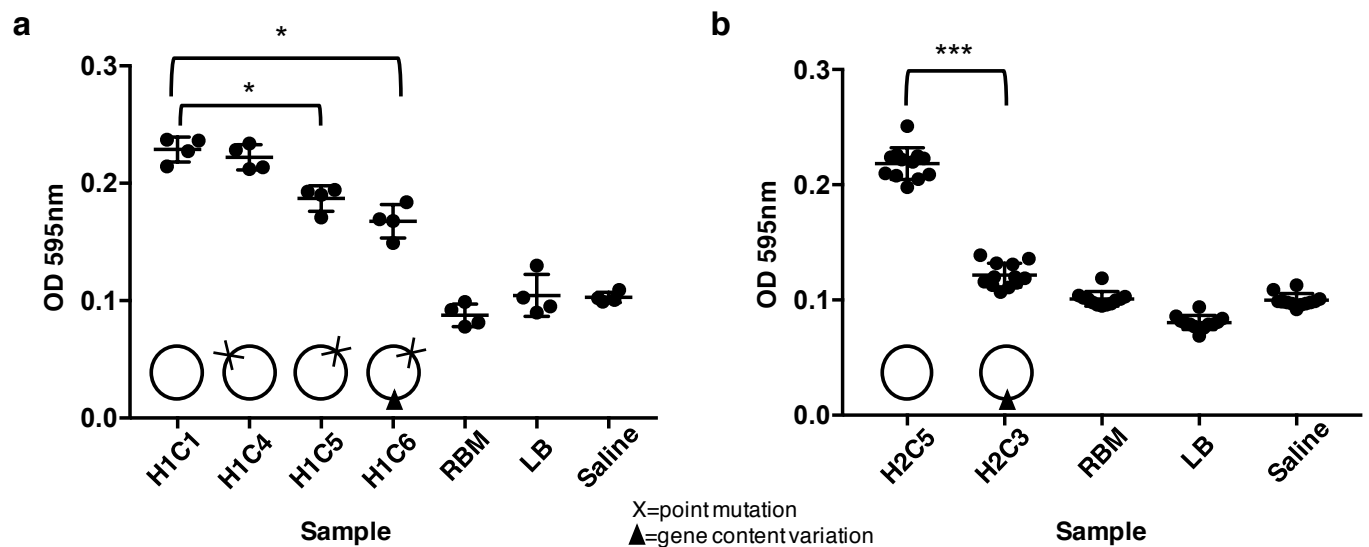 a
*
*
0.3
0.2
0.1
0.0
OD 595nm
H1C1
H1C4
H1C5
H1C6
RBM
LB
Saline
Sample
b
***
0.3
0.2
0.1
0.0
OD 595nm
H2C5
H2C3
RBM
LB
Saline
Sample
X=point mutation
▲=gene content variation